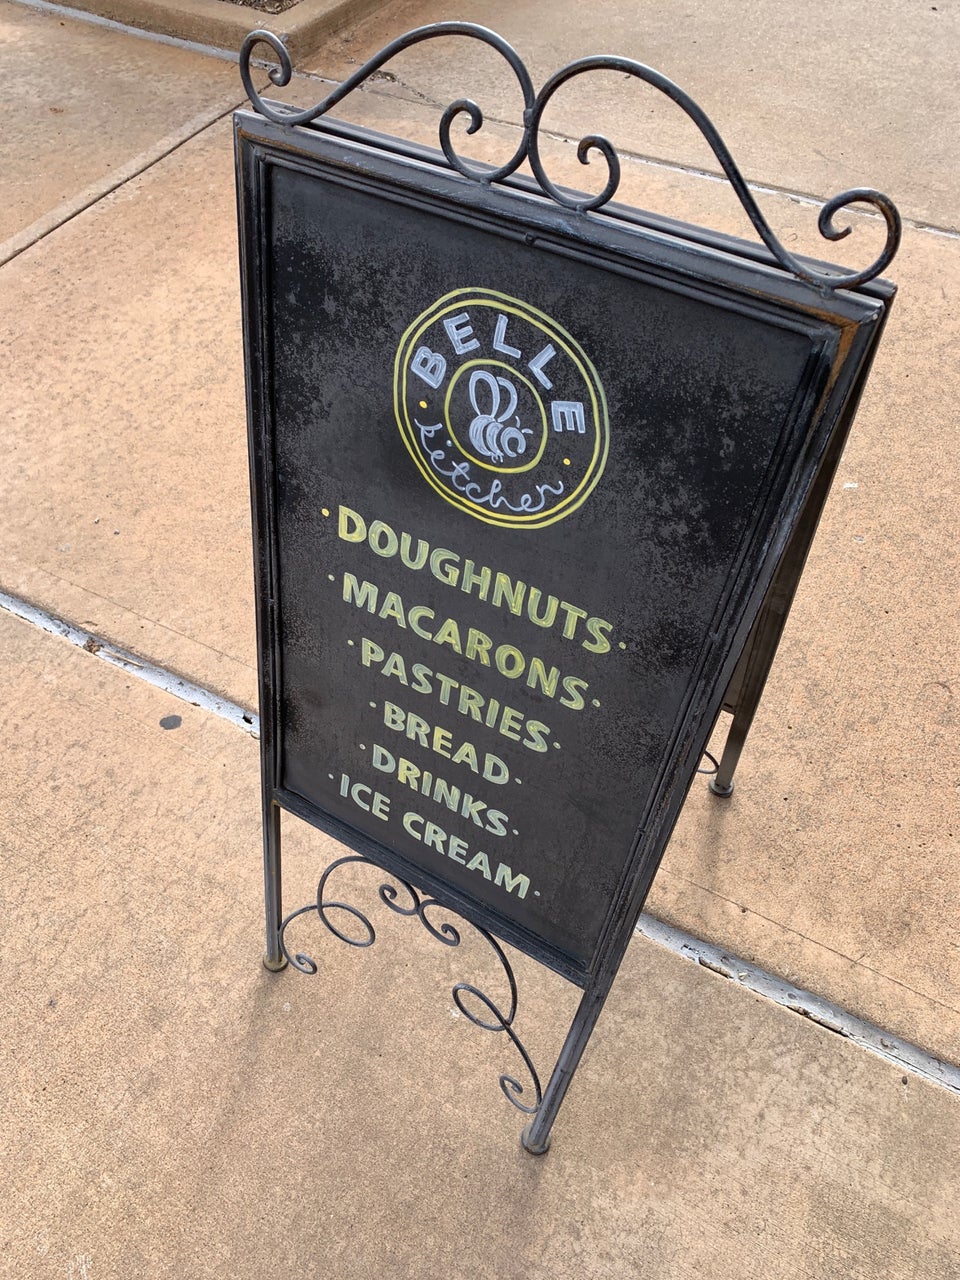 BELLE
kitchen
• DOUGHNUTS •
• MACARONS •
• PASTRIES •
• BREAD •
• DRINKS •
• ICE CREAM •